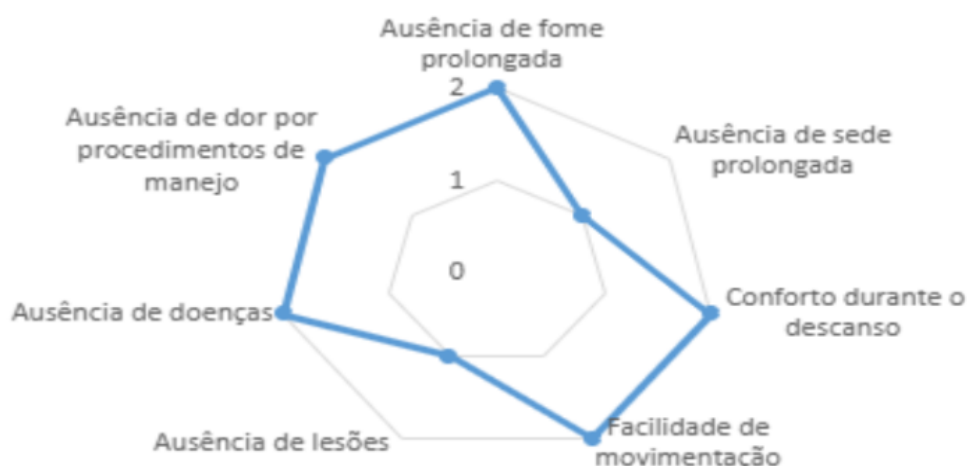 Ausência de fome
prolongada
2
Ausência de dor por
procedimentos de
manejo
Ausência de sede
prolongada
1
0
Ausência de doenças
Conforto durante o
descanso
Ausência de lesões
Facilidade de
movimentação